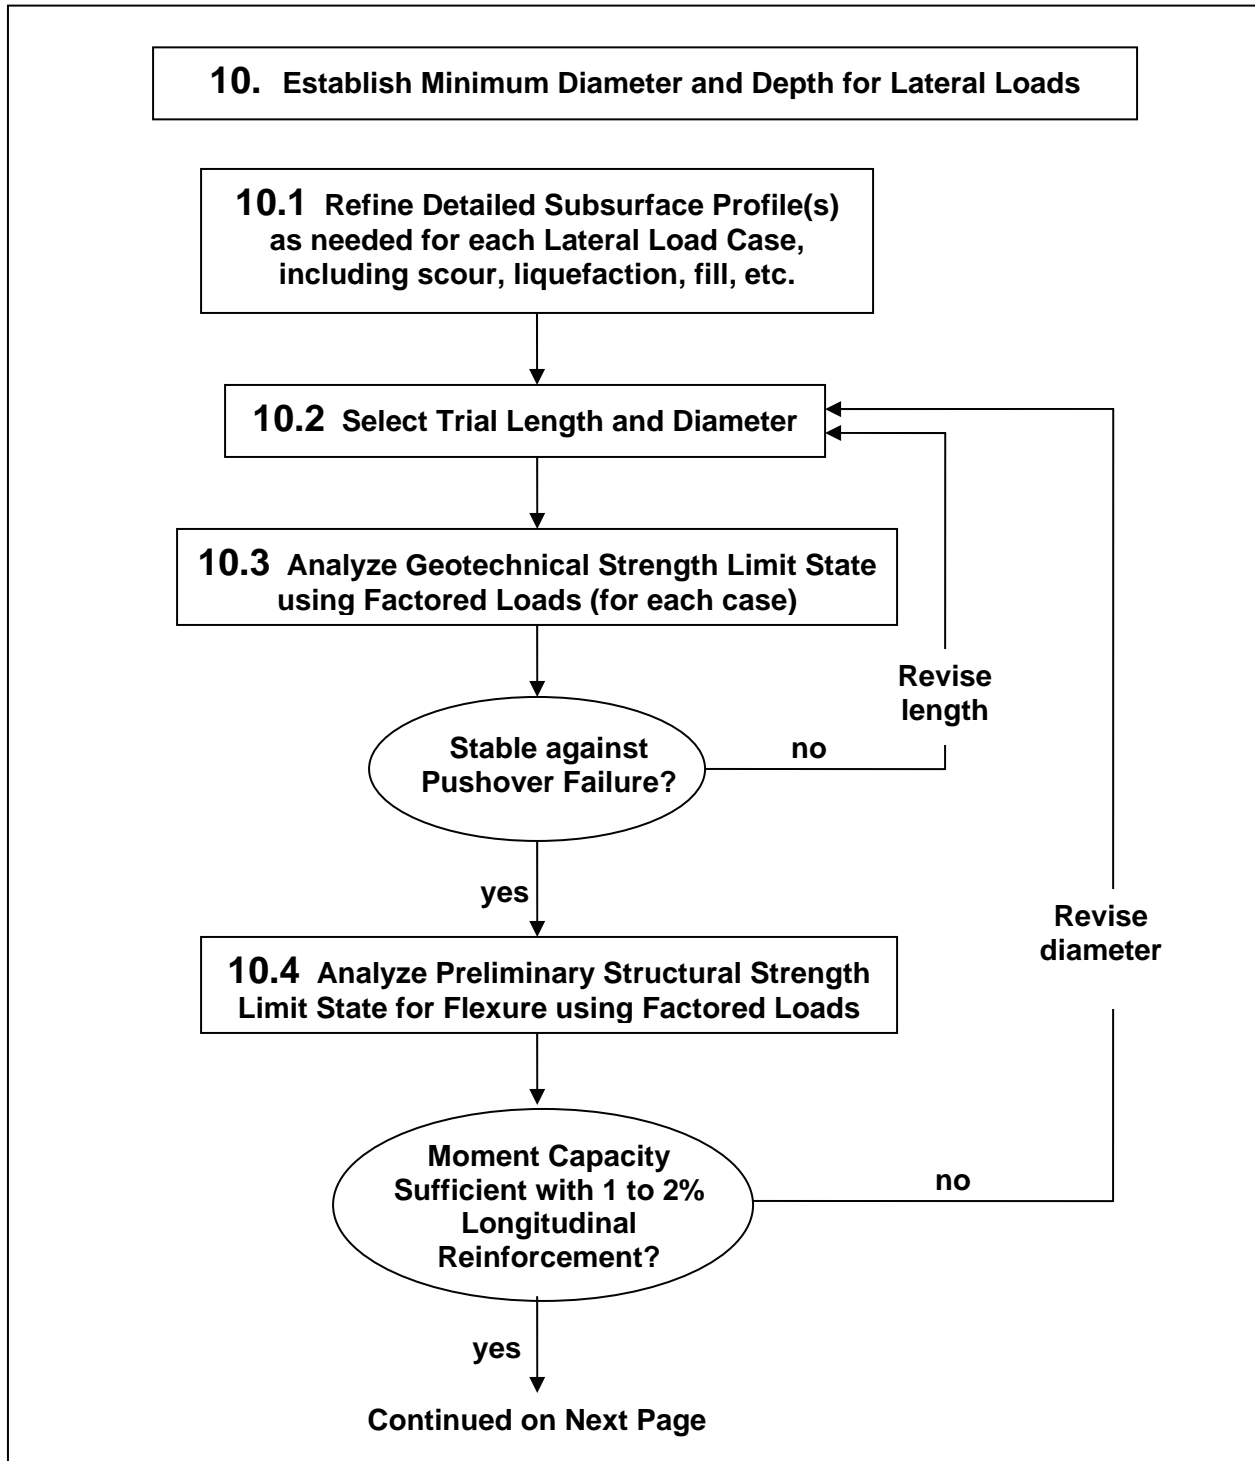 10. Establish Minimum Diameter and Depth for Lateral Loads
10.1 Refine Detailed Subsurface Profile(s)
as needed for each Lateral Load Case,
including scour, liquefaction, fill, etc.
10.2 Select Trial Length and Diameter
10.3 Analyze Geotechnical Strength Limit State
using Factored Loads (for each case)
Revise
length
Stable against
Pushover Failure?
no
yes
Revise
diameter
10.4 Analyze Preliminary Structural Strength
Limit State for Flexure using Factored Loads
Moment Capacity
Sufficient with 1 to 2%
Longitudinal
Reinforcement?
no
yes
Continued on Next Page